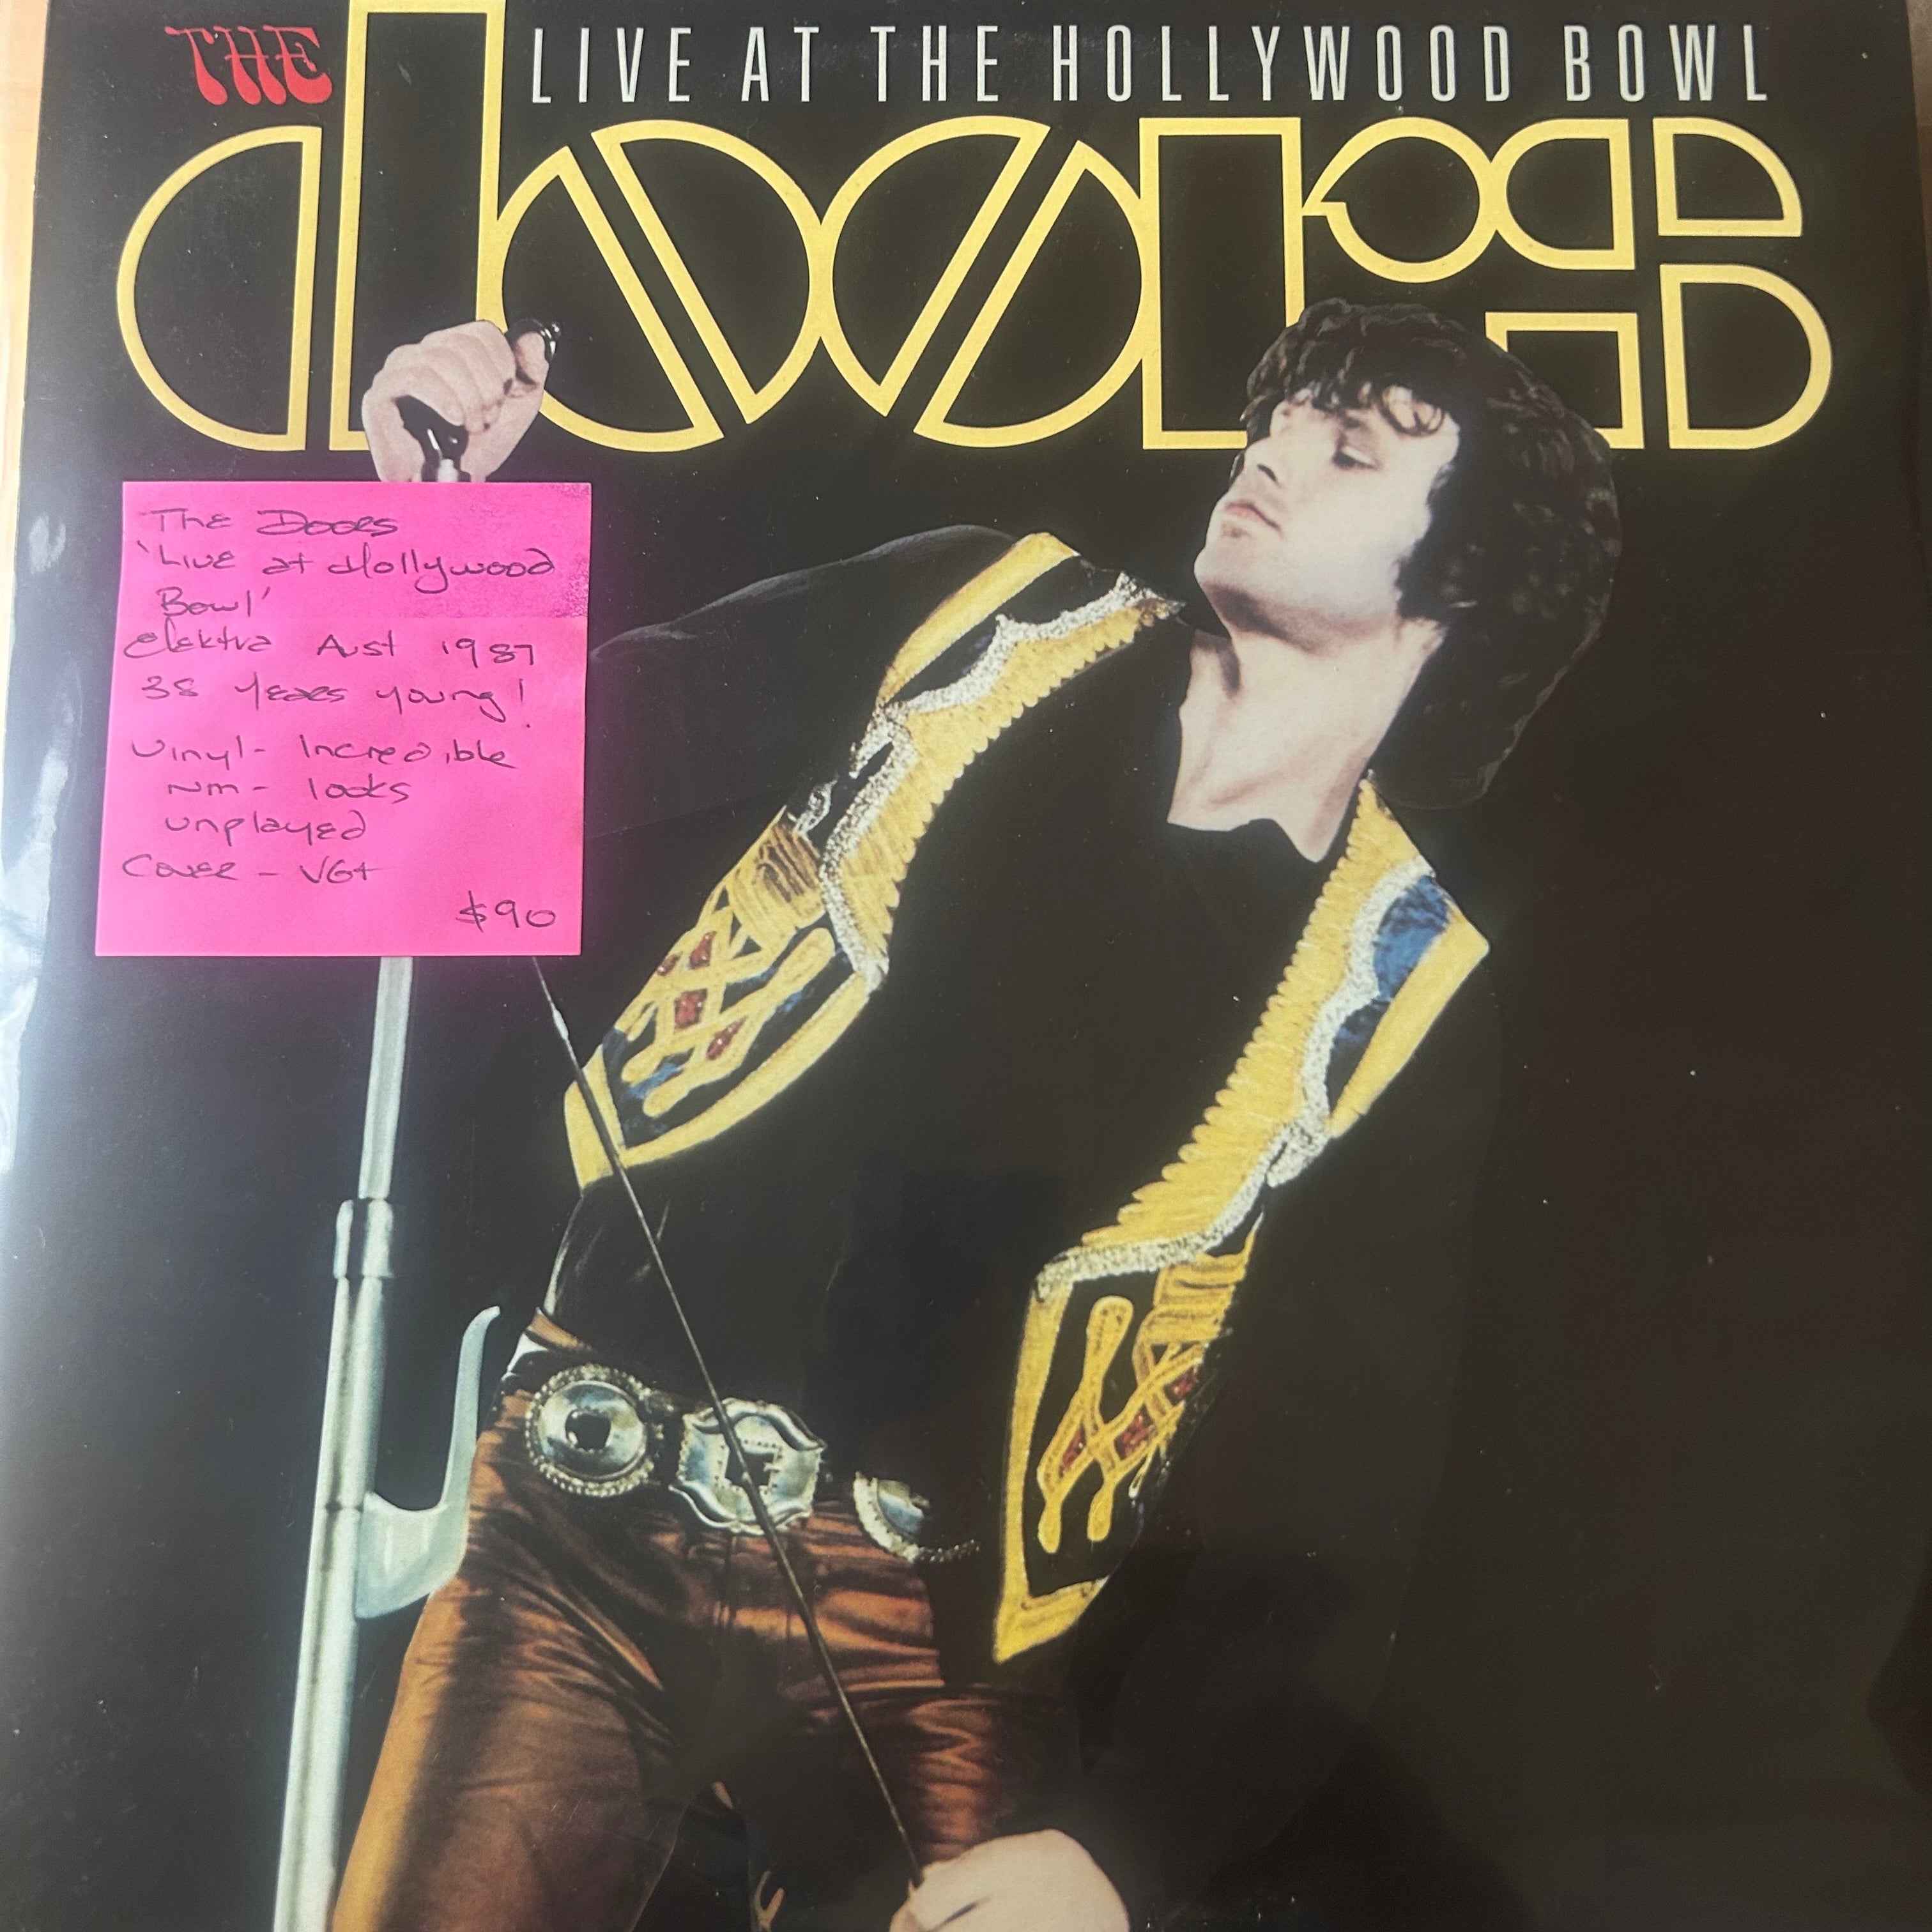 THE
LIVE AT THE HOLLYWOOD BOWL
DOORS
The Doors
'Live at Hollywood
Bowl'
Elektra Aust 1987
38 years young!
Vinyl - Incredible
NM - looks
unplayed
Cover - VG+
$90